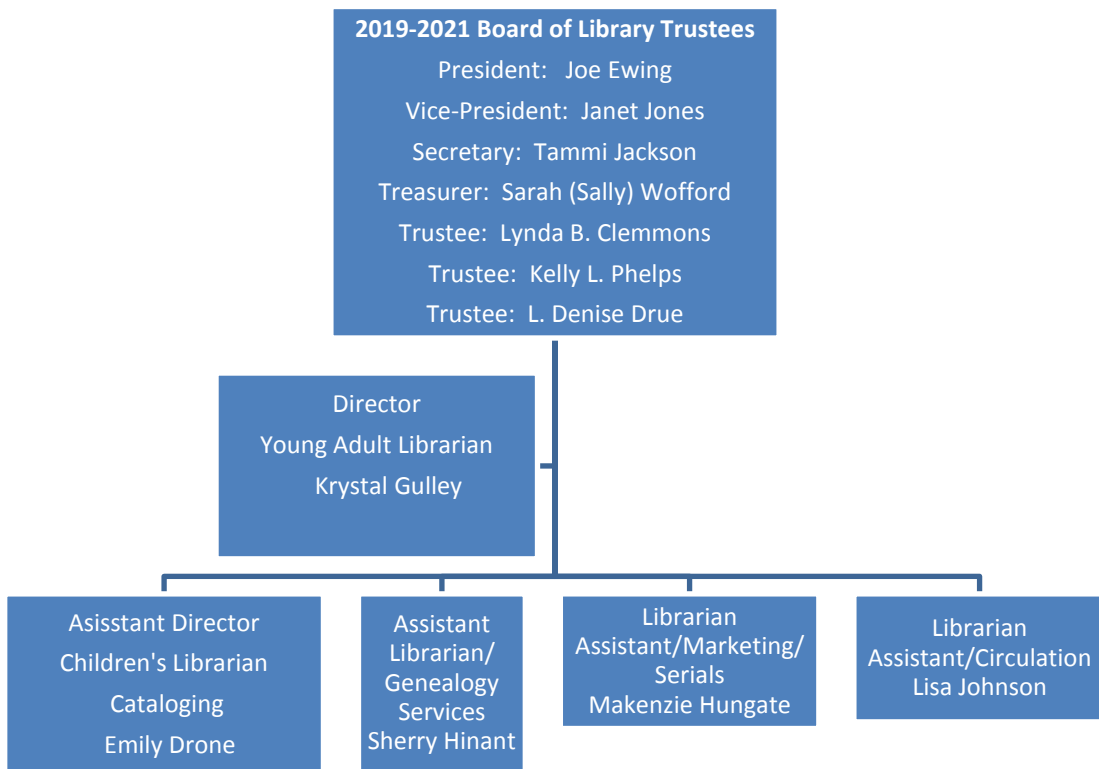 2019-2021 Board of Library Trustees
President: Joe Ewing
Vice-President: Janet Jones
Secretary: Tammi Jackson
Treasurer: Sarah (Sally) Wofford
Trustee: Lynda B. Clemmons
Trustee: Kelly L. Phelps
Trustee: L. Denise Drue
Director
Young Adult Librarian
Krystal Gulley
Asisstant Director
Children's Librarian
Cataloging
Emily Drone
Assistant
Librarian/
Genealogy
Services
Sherry Hinant
Librarian
Assistant/Marketing/
Serials
Makenzie Hungate
Librarian
Assistant/Circulation
Lisa Johnson